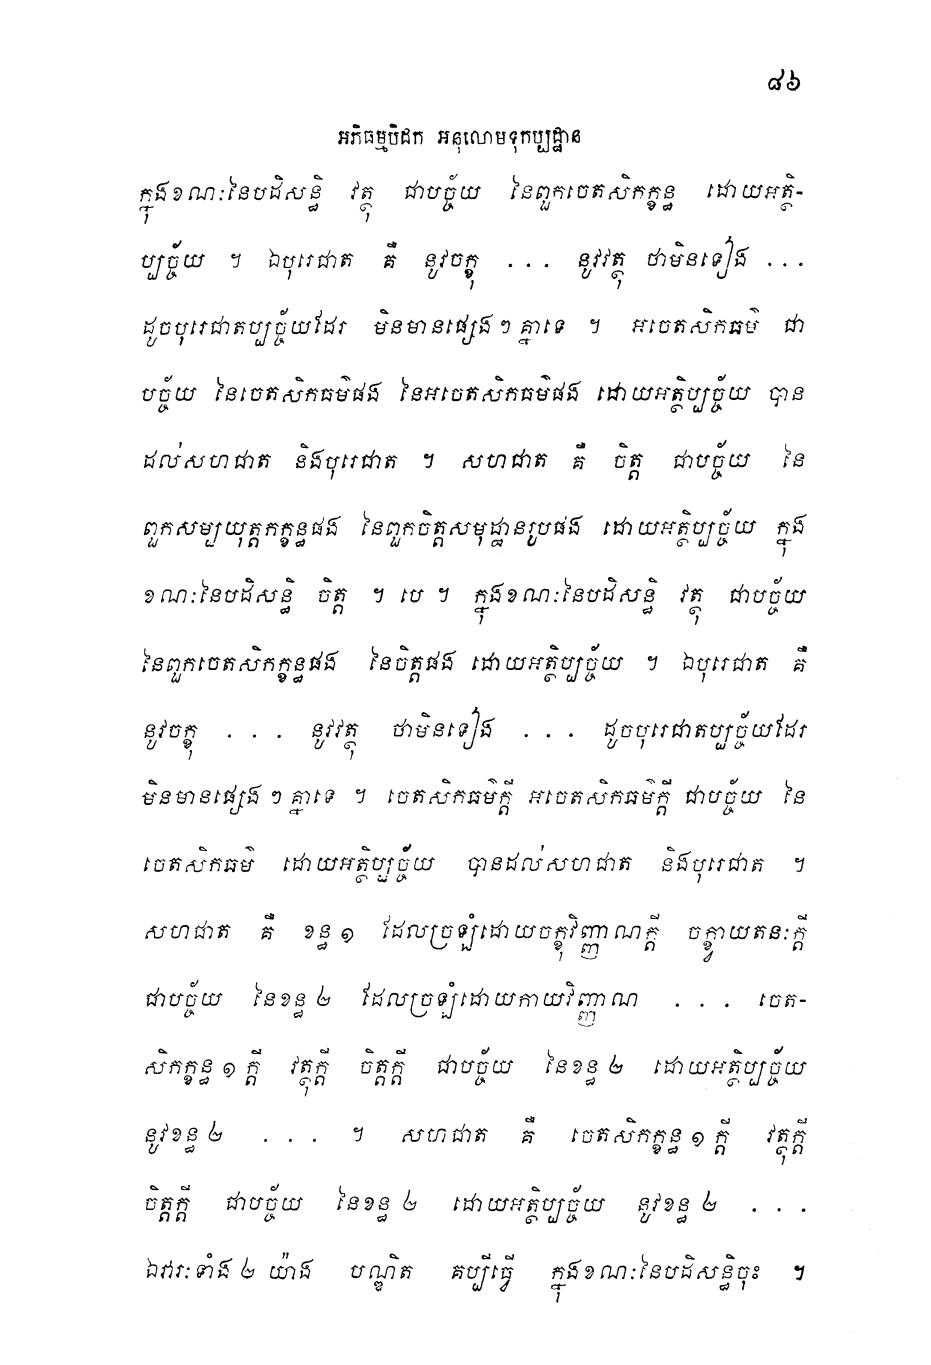 ៨៦
អភិធម្មបិដក អនុលោមទុកប្បដ្ឋាន
ក្នុងខណៈនៃបដិសន្ធិ វត្ថុ ជាបច្ច័យ នៃពួកចេតសិកក្ខន្ធ ដោយអត្ថិ-
ប្បច្ច័យ ។ ឯបុរេជាត គឺ នូវចក្ខុ ... នូវវត្ថុ ថាមិនទៀង ...
ដូចបុរេជាតប្បច្ច័យដែរ មិនមានផ្សេងៗគ្នាទេ ។ អចេតសិកធម៌ ជា
បច្ច័យ នៃចេតសិកធម៌ផង នៃអចេតសិកធម៌ផង ដោយអត្ថិប្បច្ច័យ បាន
ដល់សហជាត និងបុរេជាត ។ សហជាត គឺ ចិត្ត ជាបច្ច័យ នៃ
ពួកសម្បយុត្តកក្ខន្ធផង នៃពួកចិត្តសមុដ្ឋានរូបផង ដោយអត្ថិប្បច្ច័យ ក្នុង
ខណៈនៃបដិសន្ធិ ចិត្ត ។ បេ ។ ក្នុងខណៈនៃបដិសន្ធិ វត្ថុ ជាបច្ច័យ
នៃពួកចេតសិកក្ខន្ធផង នៃចិត្តផង ដោយអត្ថិប្បច្ច័យ ។ ឯបុរេជាត គឺ
នូវចក្ខុ ... នូវវត្ថុ ថាមិនទៀង ... ដូចបុរេជាតប្បច្ច័យដែរ
មិនមានផ្សេងៗគ្នាទេ ។ ចេតសិកធម៌ក្តី អចេតសិកធម៌ក្តី ជាបច្ច័យ នៃ
ចេតសិកធម៌ ដោយអត្ថិប្បច្ច័យ បានដល់សហជាត និងបុរេជាត ។
សហជាត គឺ ខន្ធ១ ដែលច្រឡំដោយចក្ខុវិញ្ញាណក្តី ចក្ខ្វាយតនៈក្តី
ជាបច្ច័យ នៃខន្ធ២ ដែលច្រឡំដោយកាយវិញ្ញាណ ... ចេត-
សិកក្ខន្ធ១ក្តី វត្ថុក្តី ចិត្តក្តី ជាបច្ច័យ នៃខន្ធ២ ដោយអត្ថិប្បច្ច័យ
នូវខន្ធ២ ... ។ សហជាត គឺ ចេតសិកក្ខន្ធ១ក្តី វត្ថុក្តី
ចិត្តក្តី ជាបច្ច័យ នៃខន្ធ២ ដោយអត្ថិប្បច្ច័យ នូវខន្ធ២ ...
ឯវារៈទាំង២យ៉ាង បណ្ឌិត គប្បីធ្វើ ក្នុងខណៈនៃបដិសន្ធិចុះ ។